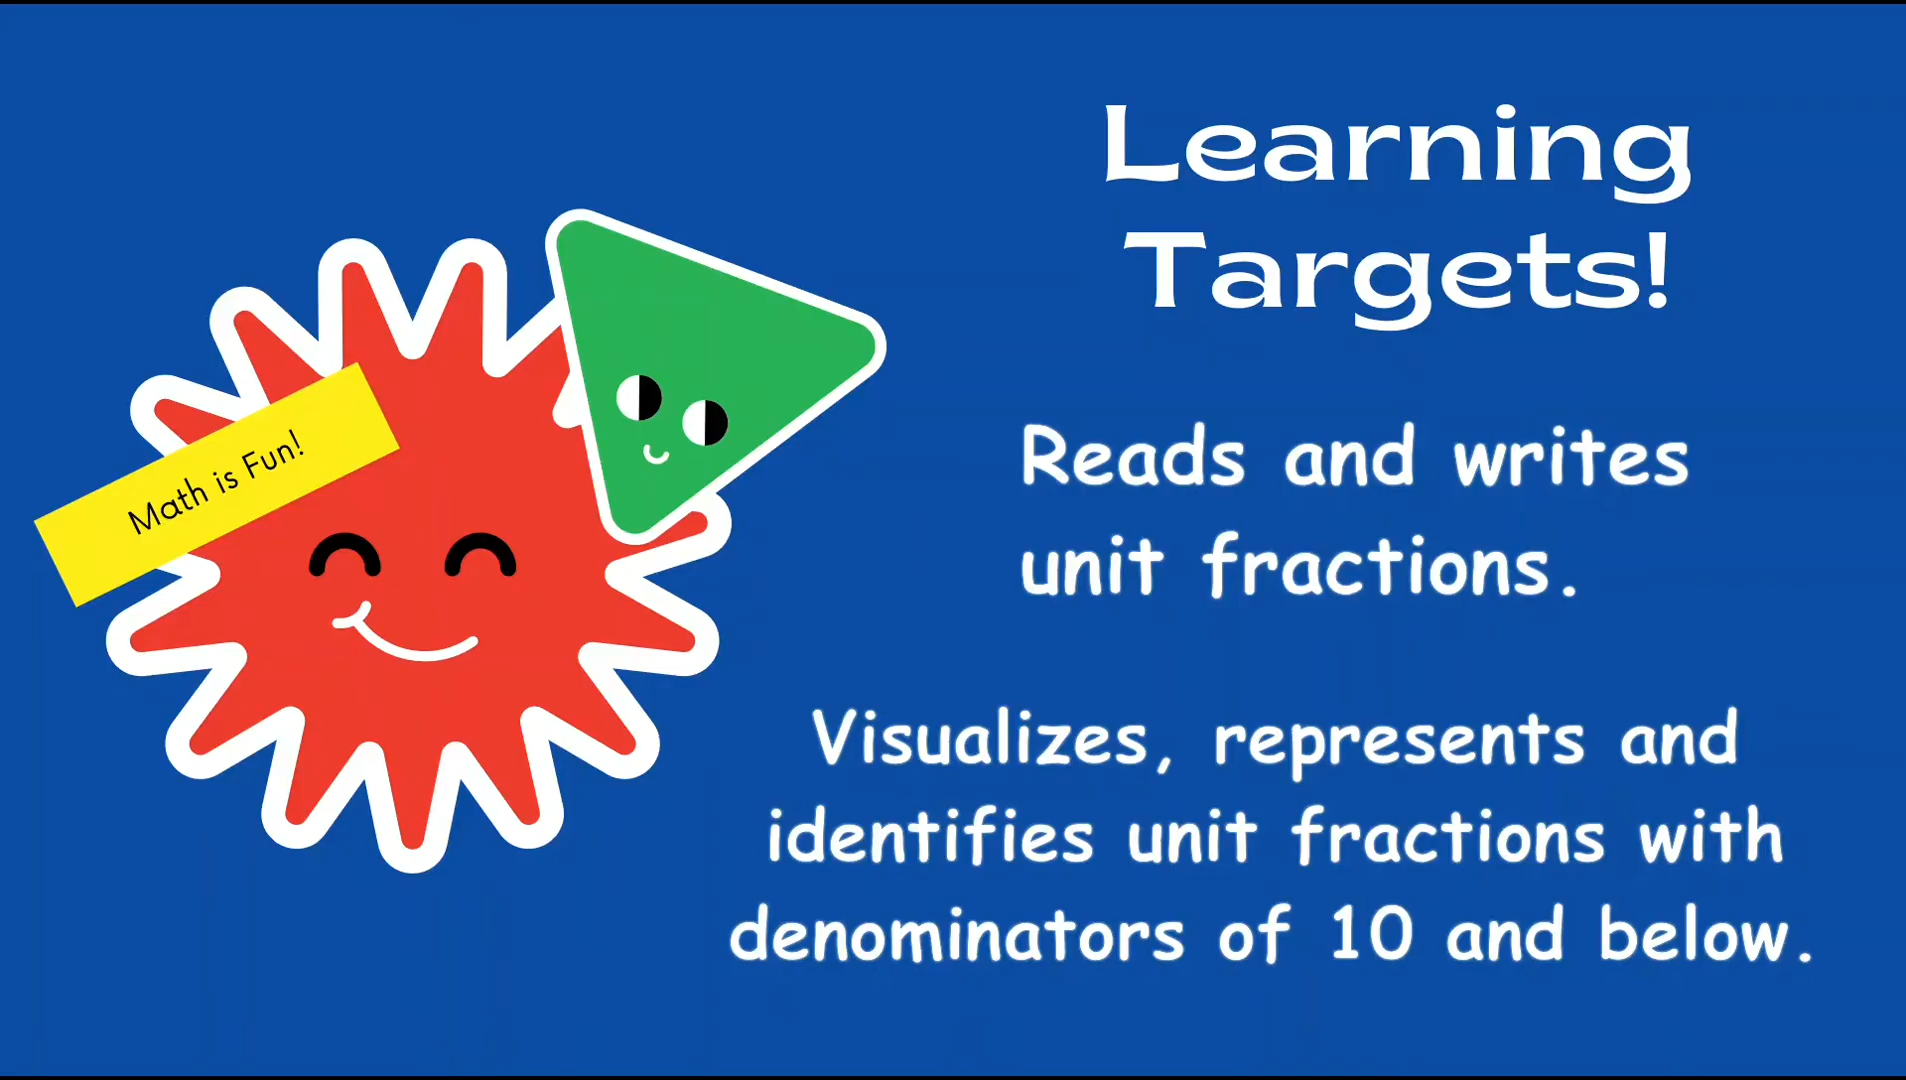 Learning
Targets!
Math is Fun!
Reads and writes
unit fractions.
Visualizes, represents and
identifies unit fractions with
denominators of 10 and below.